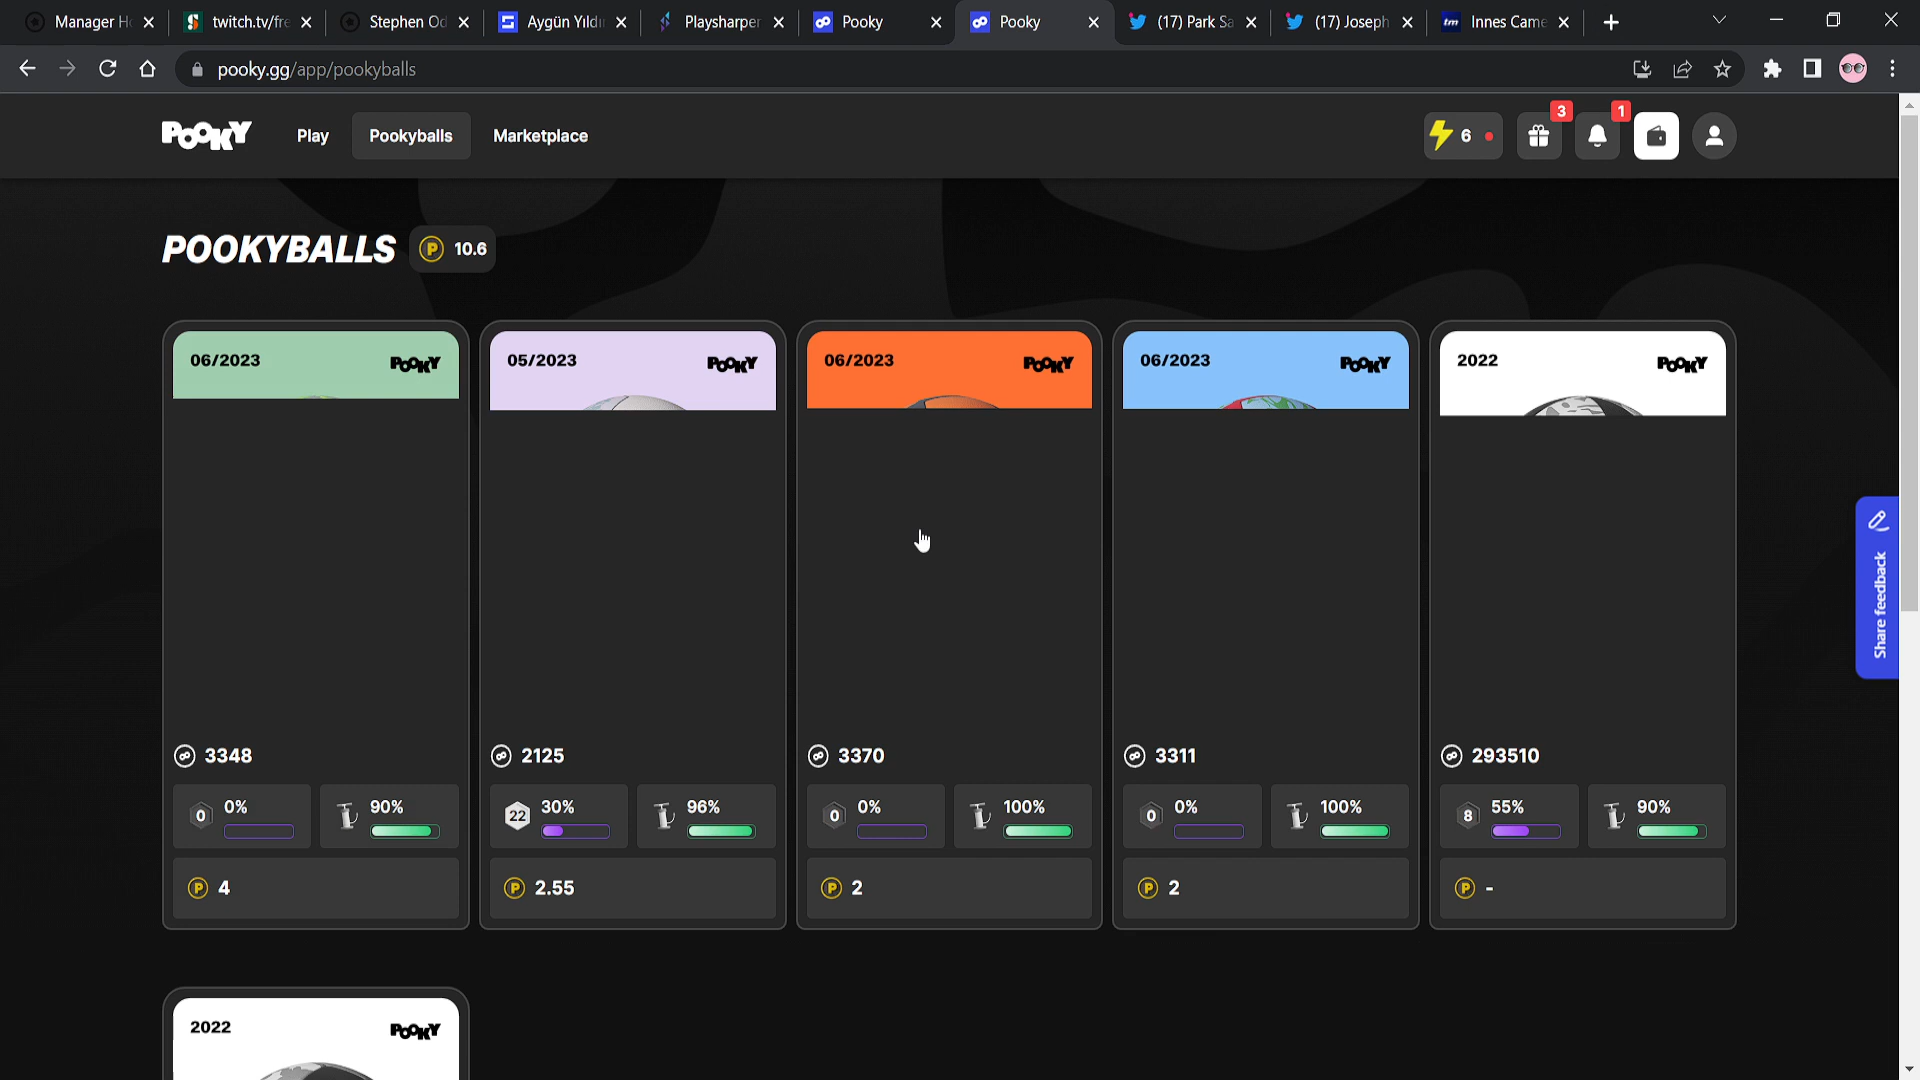 Manager H
twitch.tv/fre
Stephen Od
Aygün Yıldı
Playsharper
Pooky
Pooky
(17) Park Sa
(17) Joseph
Innes Came
pooky.gg/app/pookyballs
POOKY
Play
Pookyballs
Marketplace
6
3
1
POOKYBALLS
P
10.6
06/2023
POOKY
05/2023
POOKY
06/2023
POOKY
06/2023
POOKY
2022
POOKY
3348
2125
3370
3311
293510
0
0%
90%
22
30%
96%
0
0%
100%
0
0%
100%
8
55%
90%
P
4
P
2.55
P
2
P
2
P
-
2022
POOKY
Share feedback